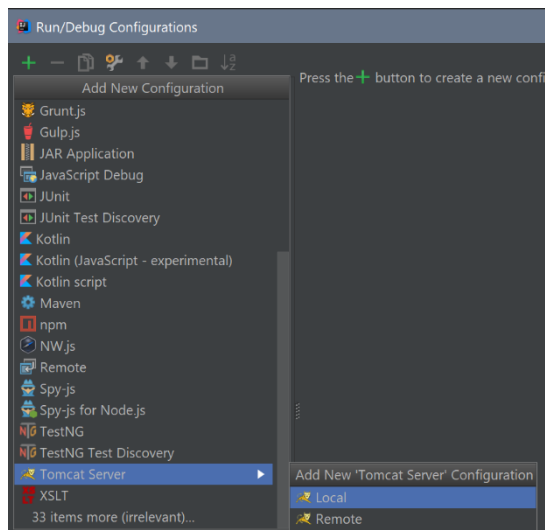 Run/Debug Configurations
Add New Configuration
Press the + button to create a new confi
Grunt.js
Gulp.js
JAR Application
JavaScript Debug
JUnit
JUnit Test Discovery
Kotlin
Kotlin (JavaScript - experimental)
Kotlin script
Maven
npm
NW.js
Remote
Spy-js
Spy-js for Node.js
TestNG
TestNG Test Discovery
Tomcat Server
XSLT
33 items more (irrelevant)...
Add New 'Tomcat Server' Configuration
Local
Remote